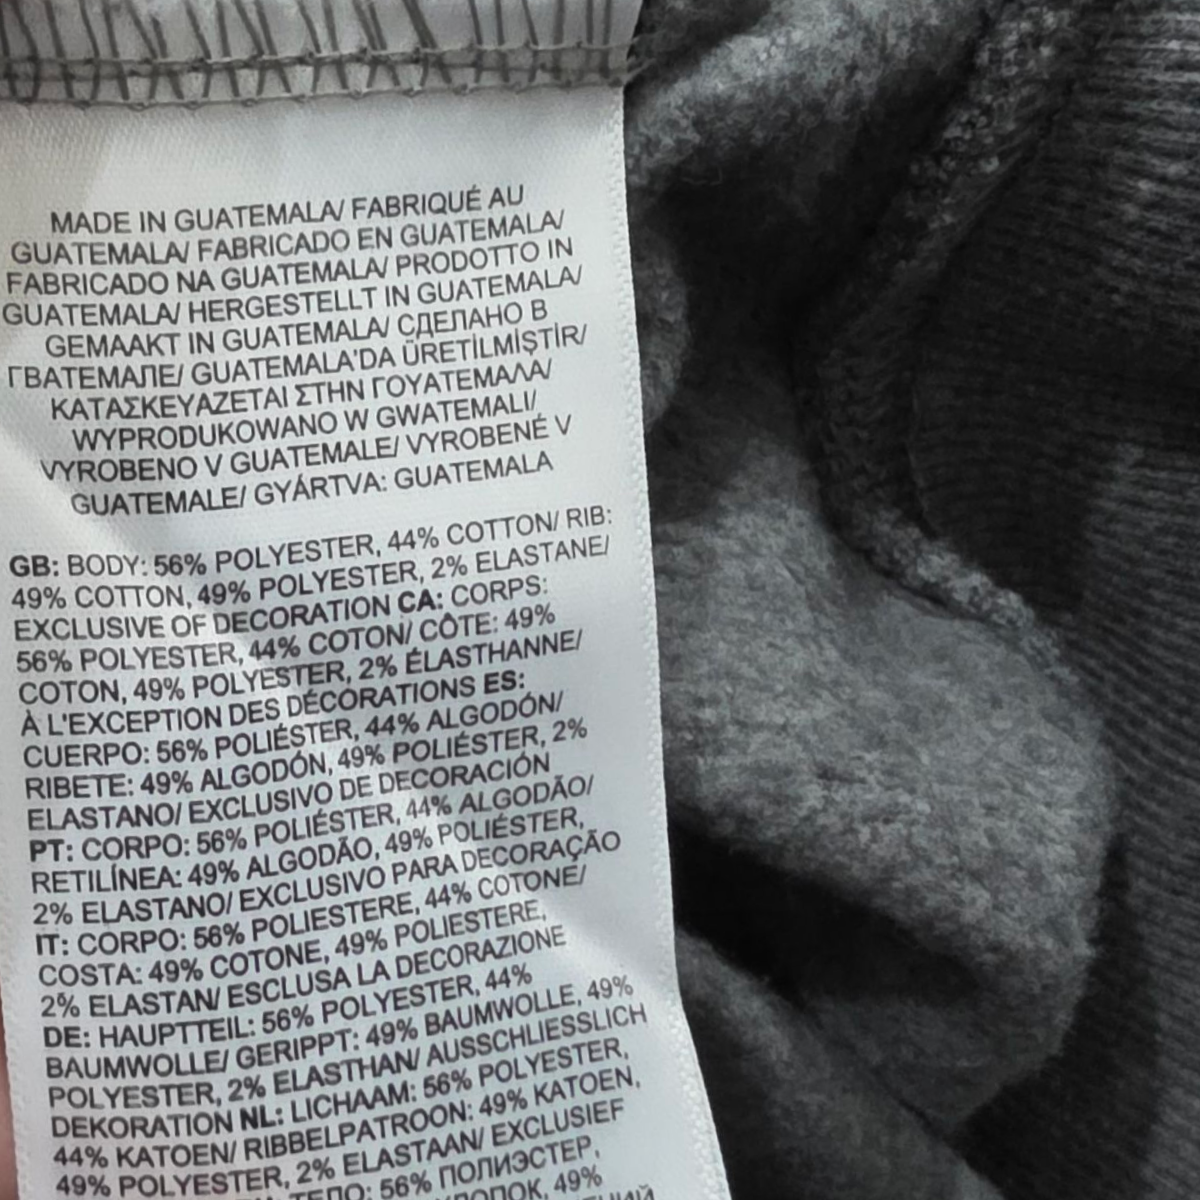 MADE IN GUATEMALA/ FABRIQUÉ AU
GUATEMALA/ FABRICADO EN GUATEMALA/
FABRICADO NA GUATEMALA/ PRODOTTO IN
GUATEMALA/ HERGESTELLT IN GUATEMALA/
GEMAAKT IN GUATEMALA/ СДЕЛАНО В
ГВАТЕМАЛЕ/ GUATEMALA'DA ÜRETİLMİŞTİR/
ΚΑΤΑΣΚΕΥΑΖΕΤΑΙ ΣΤΗΝ ΓΟΥΑΤΕΜΑΛΑ/
WYPRODUKOWANO W GWATEMALI/
VYROBENO V GUATEMALE/ VYROBENÉ V
GUATEMALE/ GYÁRTVA: GUATEMALA
GB: BODY: 56% POLYESTER, 44% COTTON/ RIB:
49% COTTON, 49% POLYESTER, 2% ELASTANE/
EXCLUSIVE OF DECORATION CA: CORPS:
56% POLYESTER, 44% COTON/ CÔTE: 49%
COTON, 49% POLYESTER, 2% ÉLASTHANNE/
À L'EXCEPTION DES DÉCORATIONS ES:
CUERPO: 56% POLIÉSTER, 44% ALGODÓN/
RIBETE: 49% ALGODÓN, 49% POLIÉSTER, 2%
ELASTANO/ EXCLUSIVO DE DECORACIÓN
PT: CORPO: 56% POLIÉSTER, 44% ALGODÃO/
RETILÍNEA: 49% ALGODÃO, 49% POLIÉSTER,
2% ELASTANO/ EXCLUSIVO PARA DECORAÇÃO
IT: CORPO: 56% POLIESTERE, 44% COTONE/
COSTA: 49% COTONE, 49% POLIESTERE,
2% ELASTAN/ ESCLUSA LA DECORAZIONE
DE: HAUPTTEIL: 56% POLYESTER, 44%
BAUMWOLLE/ GERIPPT: 49% BAUMWOLLE, 49%
POLYESTER, 2% ELASTHAN/ AUSSCHLIESSLICH
DEKORATION NL: LICHAAM: 56% POLYESTER,
44% KATOEN/ RIBBELPATROON: 49% KATOEN,
49% POLYESTER, 2% ELASTAAN/ EXCLUSIEF
ТЕЛО: 56% ПОЛИЭСТЕР,
49%